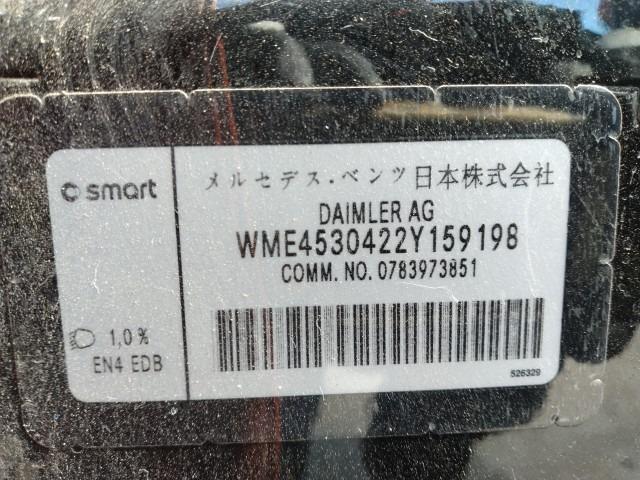 smart
メルセデス・ベンツ日本株式会社
DAIMLER AG
WME4530422Y159198
COMM. NO. 0783973851
1,0 %
EN4 EDB
526329